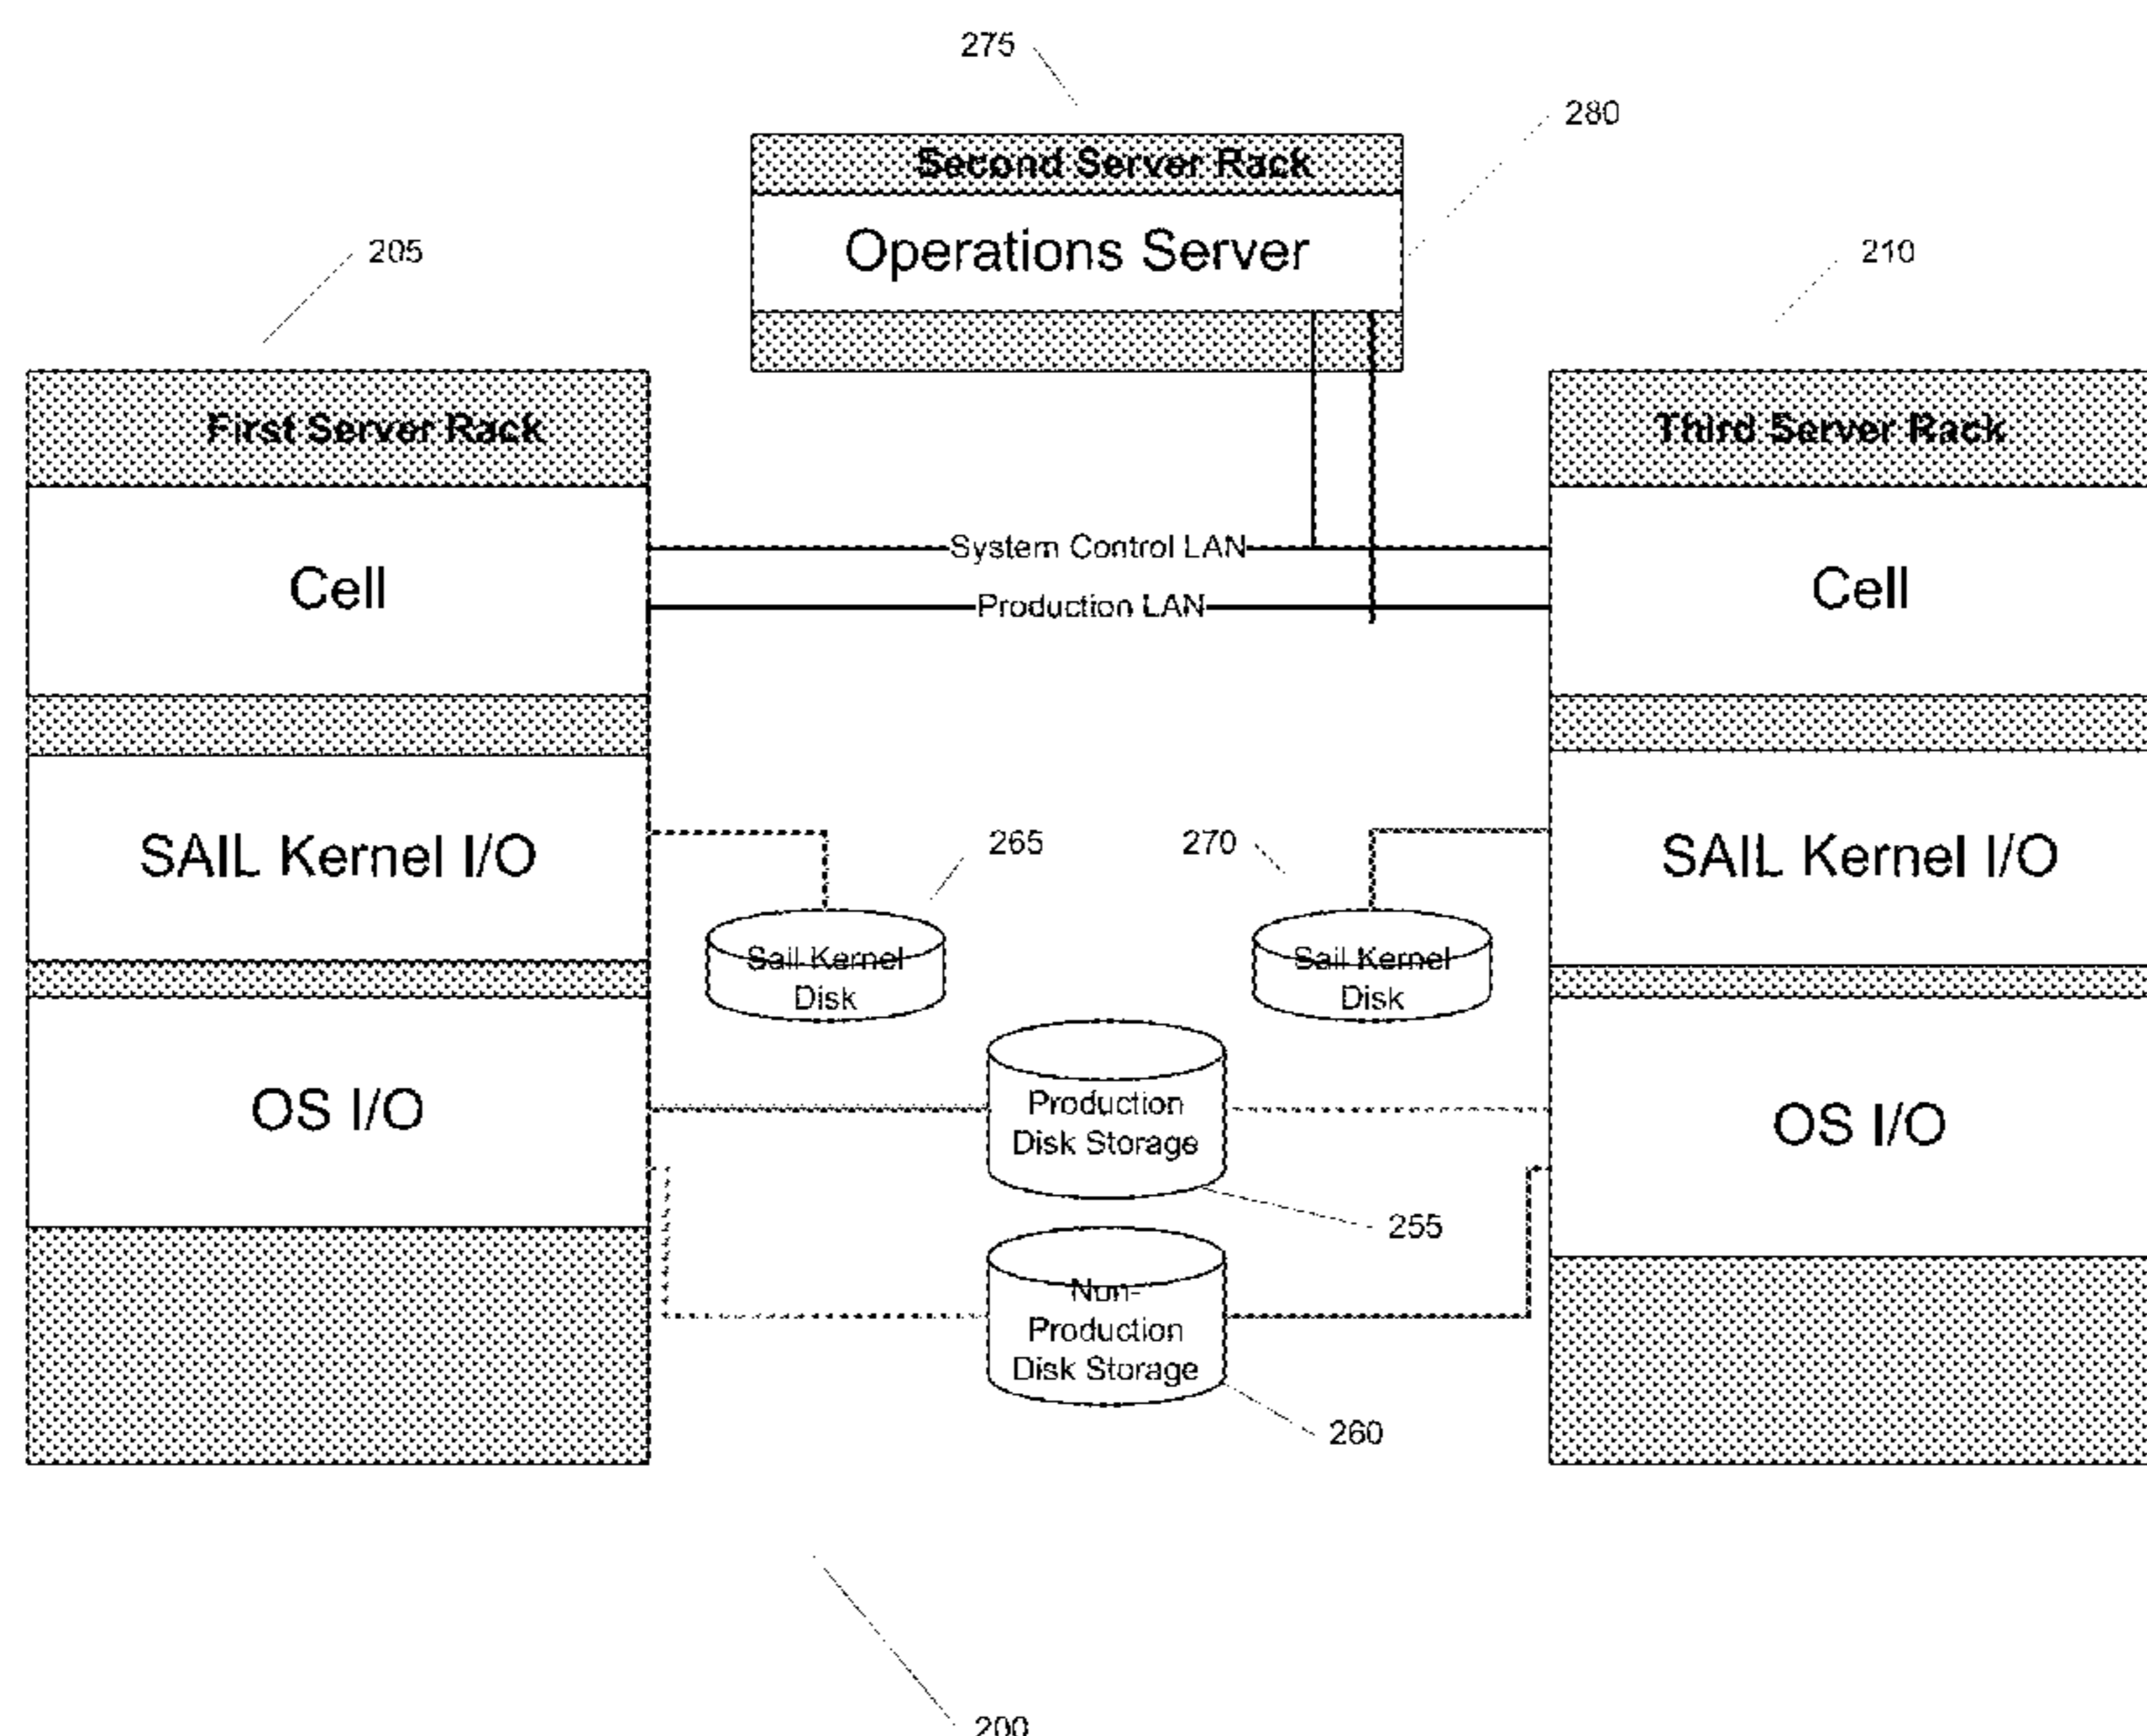 275
280
Second Server Rack
Operations Server
205
210
First Server Rack
Third Server Rack
System Control LAN
Cell
Cell
Production LAN
SAIL Kernel I/O
265
270
SAIL Kernel I/O
Sail Kernel
Disk
Sail Kernel
Disk
OS I/O
Production
Disk Storage
OS I/O
255
Non-
Production
Disk Storage
260
200